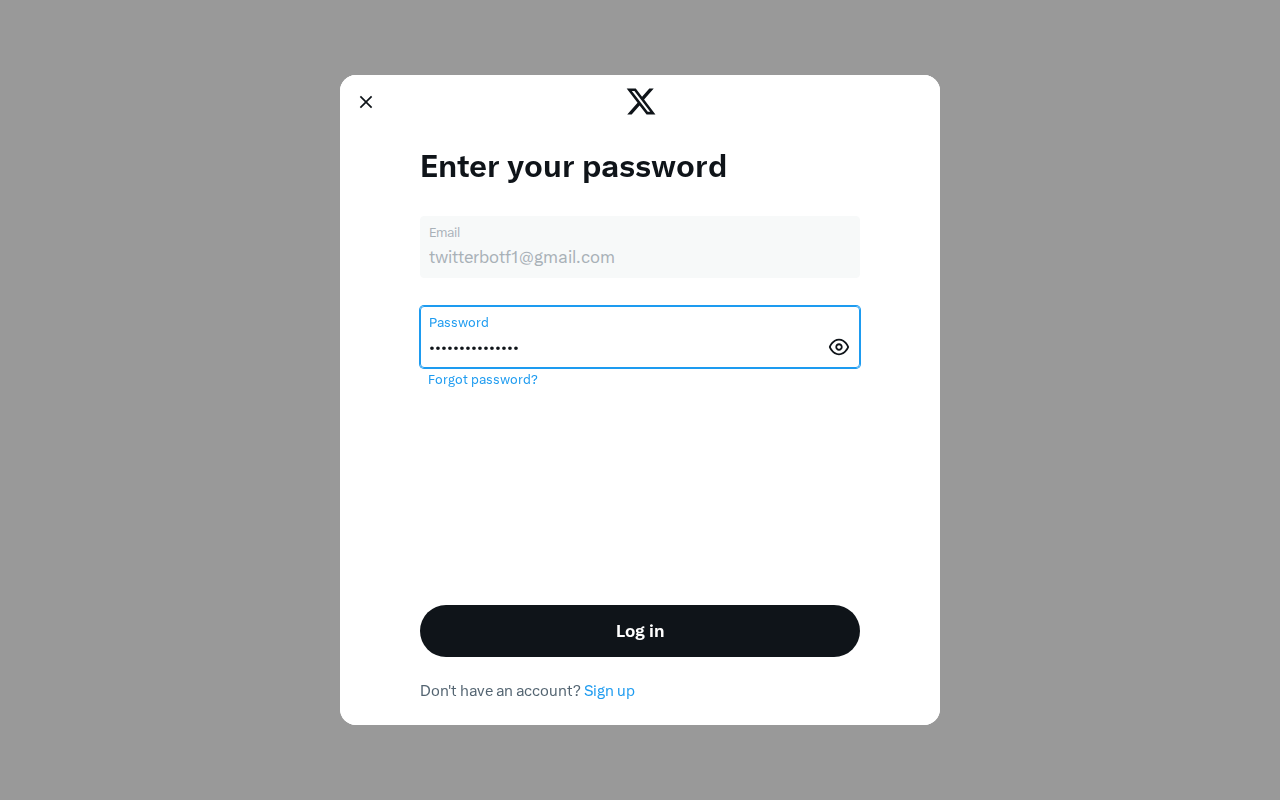 Enter your password
Email
twitterbotf1@gmail.com
Password
•••••••••••••••
Forgot password?
Log in
Don't have an account? Sign up